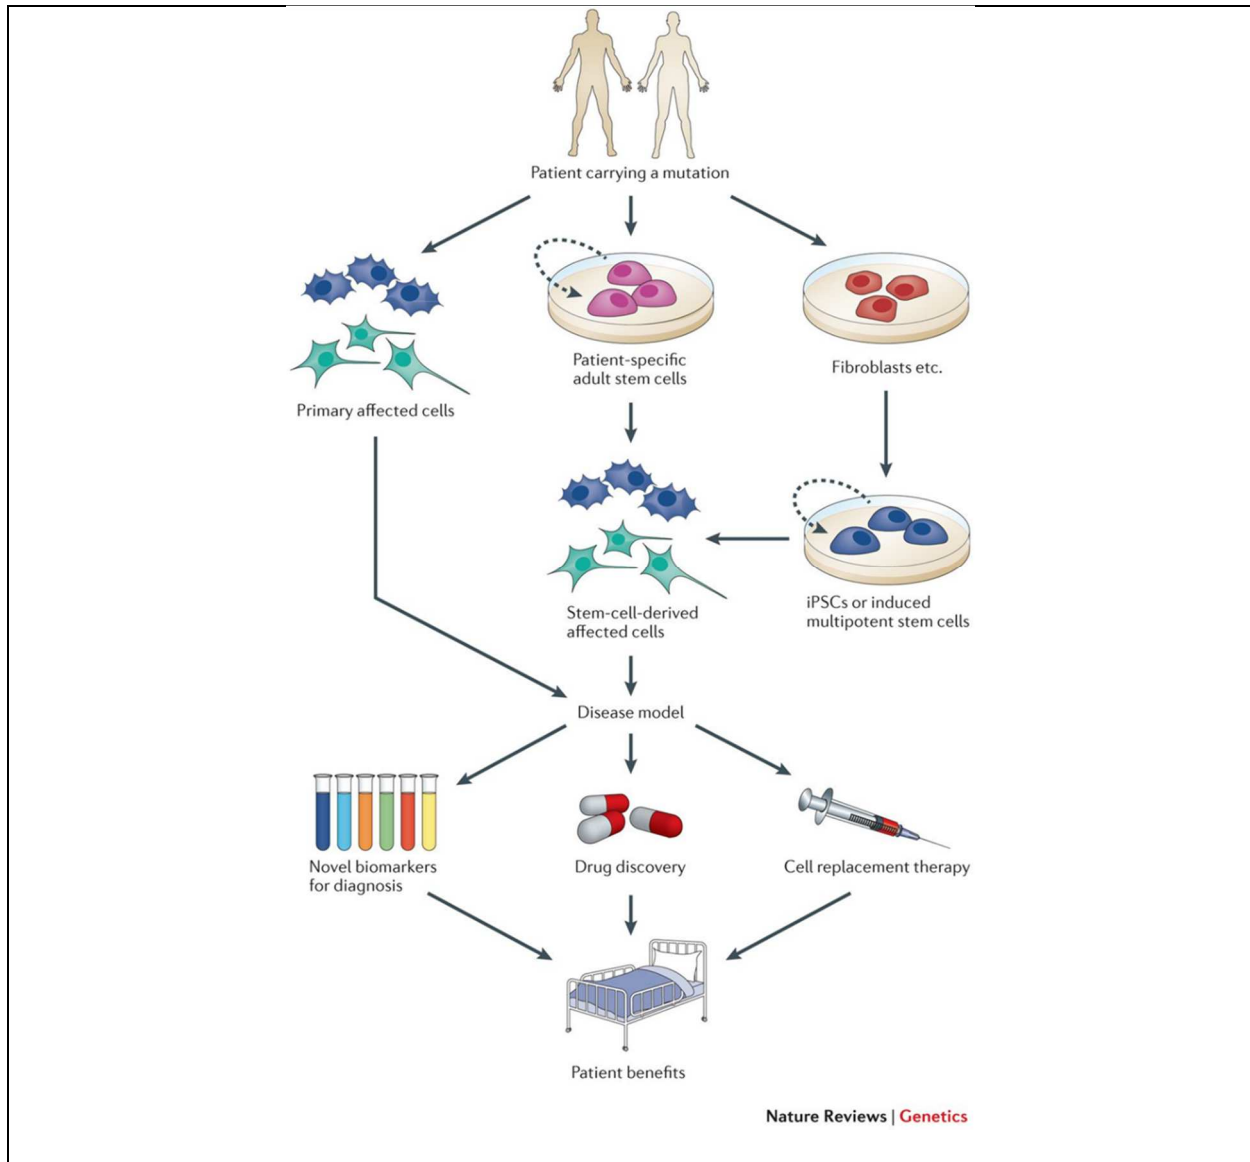 Patient carrying a mutation
Patient-specific
adult stem cells
Fibroblasts etc.
Primary affected cells
Stem-cell-derived
affected cells
iPSCs or induced
multipotent stem cells
Disease model
Novel biomarkers
for diagnosis
Drug discovery
Cell replacement therapy
Patient benefits
Nature Reviews | Genetics